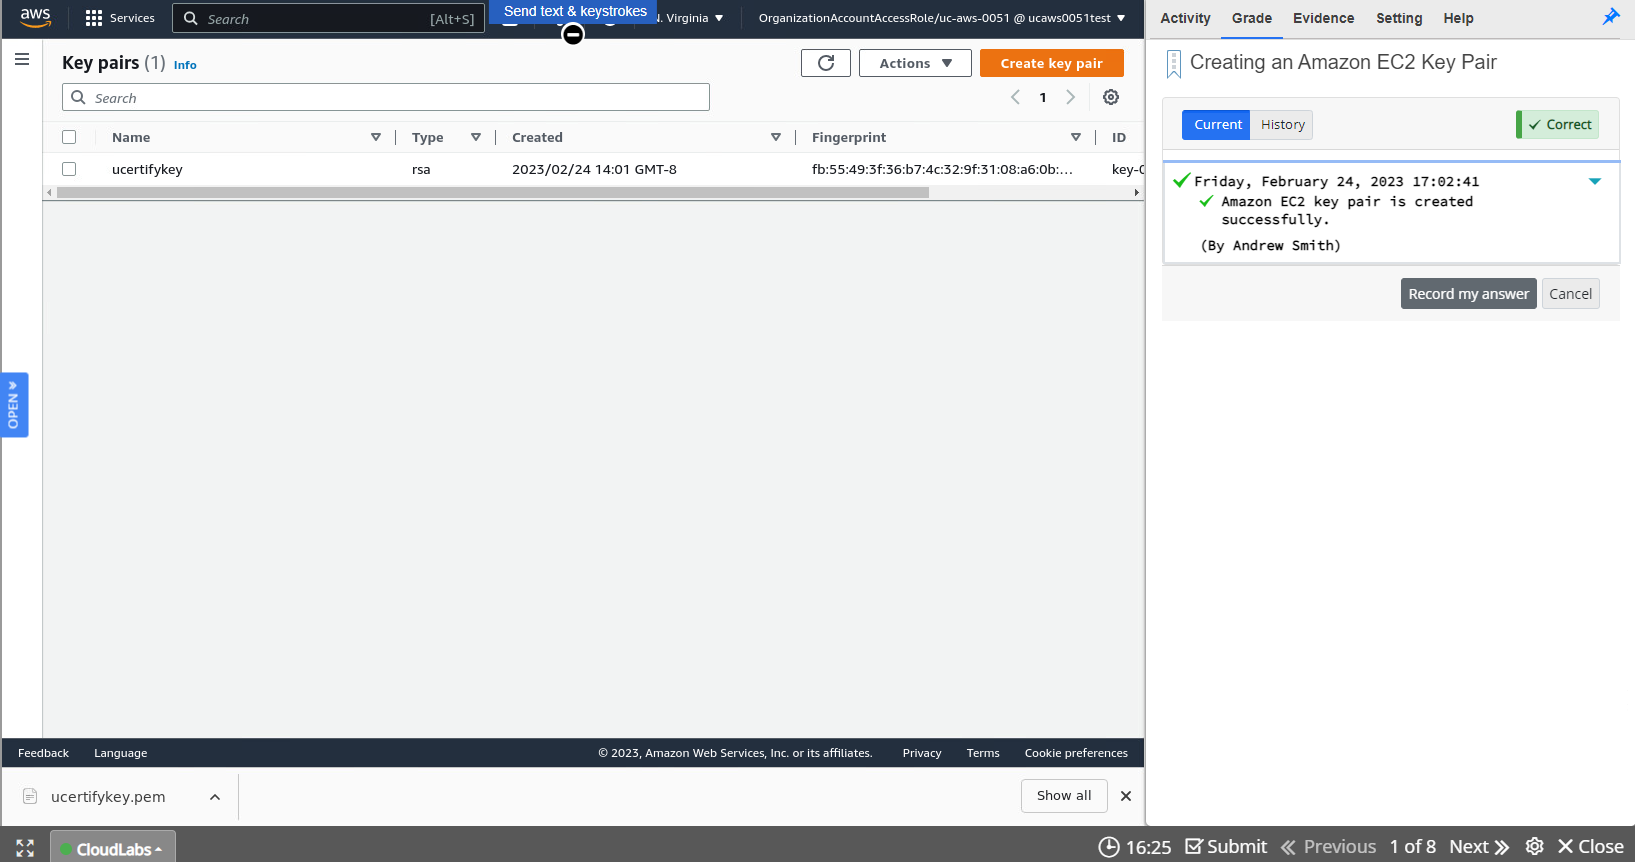 aws Services Search [Alt+S] Send text & keystrokes N. Virginia OrganizationAccountAccessRole/uc-aws-0051 @ ucaws0051test
Key pairs (1) Info Actions Create key pair
Search 1
Name Type Created Fingerprint ID
ucertifykey rsa 2023/02/24 14:01 GMT-8 fb:55:49:3f:36:b7:4c:32:9f:31:08:a6:0b:...
OPEN
Feedback Language © 2023, Amazon Web Services, Inc. or its affiliates. Privacy Terms Cookie preferences
ucertifykey.pem Show all
Activity Grade Evidence Setting Help
Creating an Amazon EC2 Key Pair
Current History Correct
Friday, February 24, 2023 17:02:41
Amazon EC2 key pair is created
successfully.
(By Andrew Smith)
Record my answer Cancel
CloudLabs 16:25 Submit Previous 1 of 8 Next Close